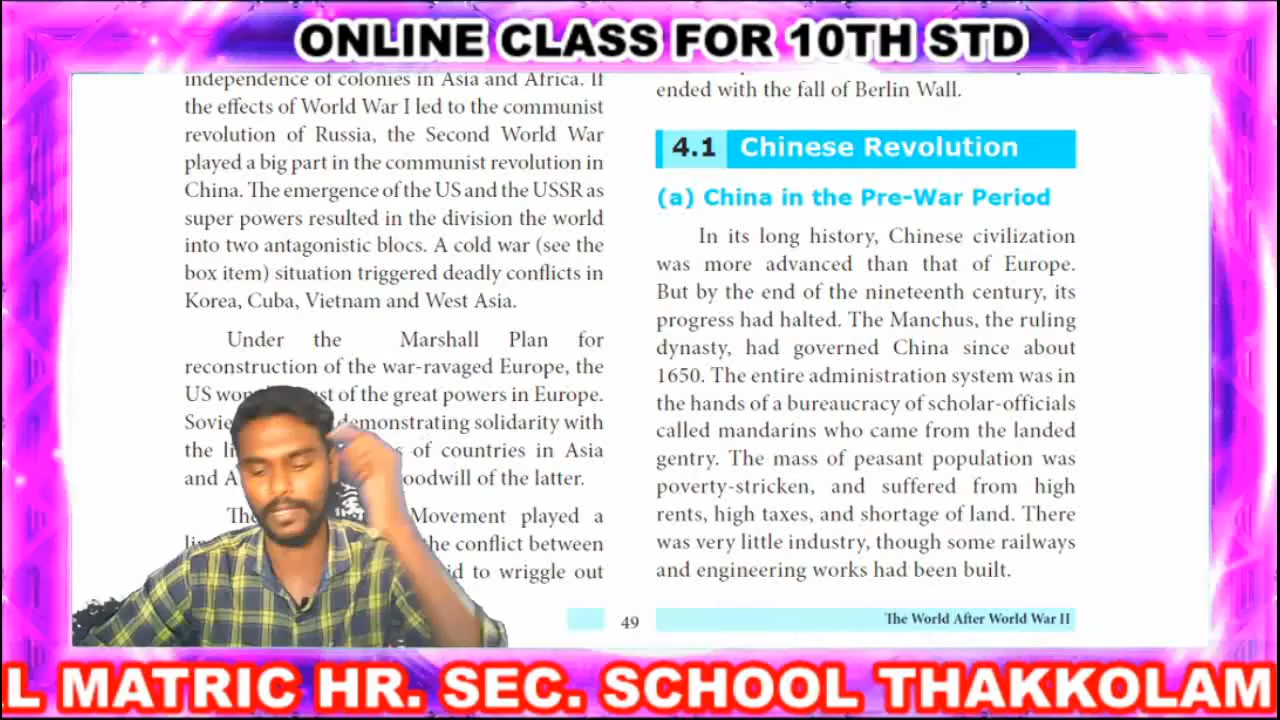 ONLINE CLASS FOR 10TH STD
independence of colonies in Asia and Africa. If
the effects of World War I led to the communist
revolution of Russia, the Second World War
played a big part in the communist revolution in
China. The emergence of the US and the USSR as
super powers resulted in the division the world
into two antagonistic blocs. A cold war (see the
box item) situation triggered deadly conflicts in
Korea, Cuba, Vietnam and West Asia.
Under the Marshall Plan for
reconstruction of the war-ravaged Europe, the
US of the great powers in Europe.
demonstrating solidarity with
the of countries in Asia
and goodwill of the latter.
Movement played a
the conflict between
to wriggle out
49
ended with the fall of Berlin Wall.
4.1 Chinese Revolution
(a) China in the Pre-War Period
In its long history, Chinese civilization
was more advanced than that of Europe.
But by the end of the nineteenth century, its
progress had halted. The Manchus, the ruling
dynasty, had governed China since about
1650. The entire administration system was in
the hands of a bureaucracy of scholar-officials
called mandarins who came from the landed
gentry. The mass of peasant population was
poverty-stricken, and suffered from high
rents, high taxes, and shortage of land. There
was very little industry, though some railways
and engineering works had been built.
The World After World War II
L MATRIC HR. SEC. SCHOOL THAKKOLAM